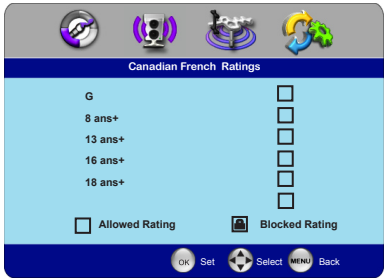 Canadian French Ratings
G
8 ans+
13 ans+
16 ans+
18 ans+
Allowed Rating Blocked Rating
OK Set Select MENU Back